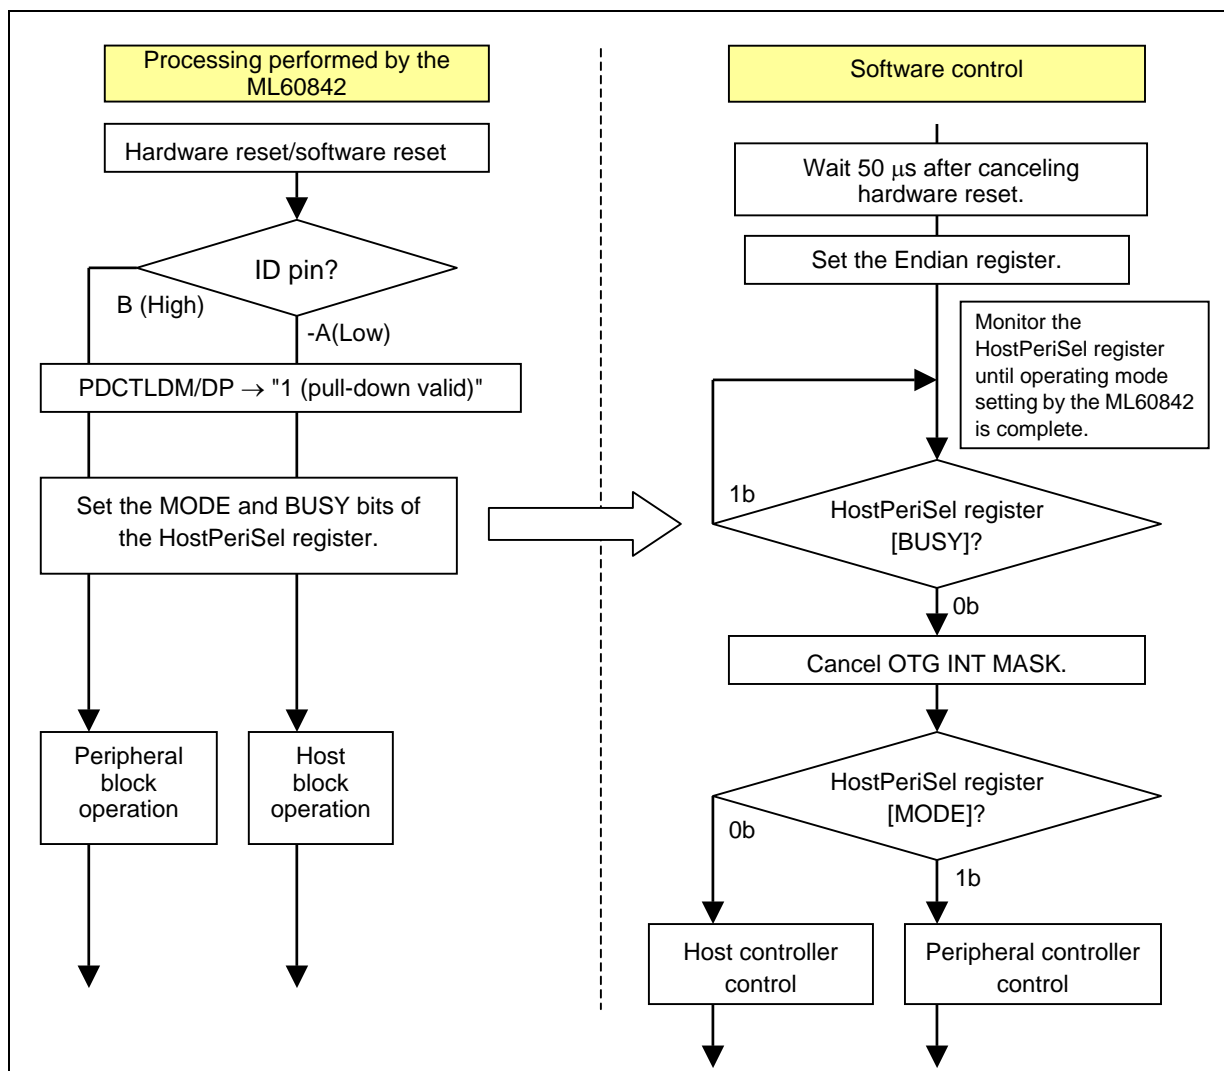 Processing performed by the
ML60842
Hardware reset/software reset
ID pin?
B (High)
-A(Low)
PDCTLDM/DP → "1 (pull-down valid)"
Set the MODE and BUSY bits of
the HostPeriSel register.
Peripheral
block
operation
Host
block
operation
Software control
Wait 50 μs after canceling
hardware reset.
Set the Endian register.
Monitor the
HostPeriSel register
until operating mode
setting by the ML60842
is complete.
1b
HostPeriSel register
[BUSY]?
0b
Cancel OTG INT MASK.
HostPeriSel register
[MODE]?
0b
1b
Host controller
control
Peripheral controller
control